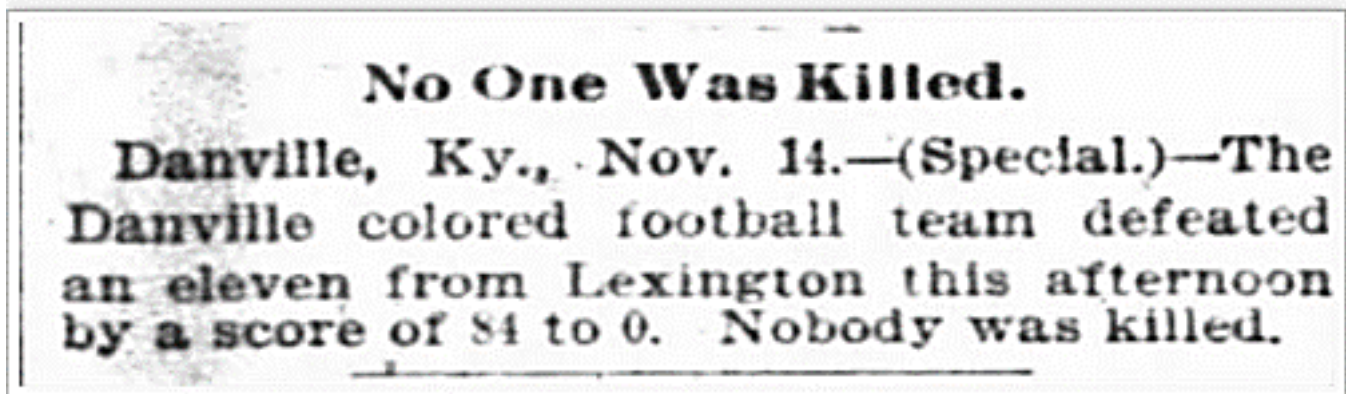 No One Was Killed.
Danville, Ky., Nov. 14.—(Special.)—The
Danville colored football team defeated
an eleven from Lexington this afternoon
by a score of 84 to 0. Nobody was killed.